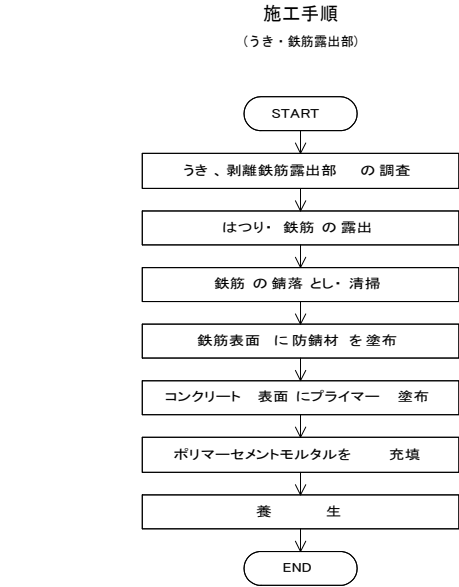 施工手順
(うき・鉄筋露出部)
START
うき、剥離鉄筋露出部 の調査
はつり・ 鉄筋 の露出
鉄筋 の錆落とし・清掃
鉄筋表面 に防錆材 を塗布
コンクリート 表面にプライマー 塗布
ポリマーセメントモルタルを 充填
養 生
END